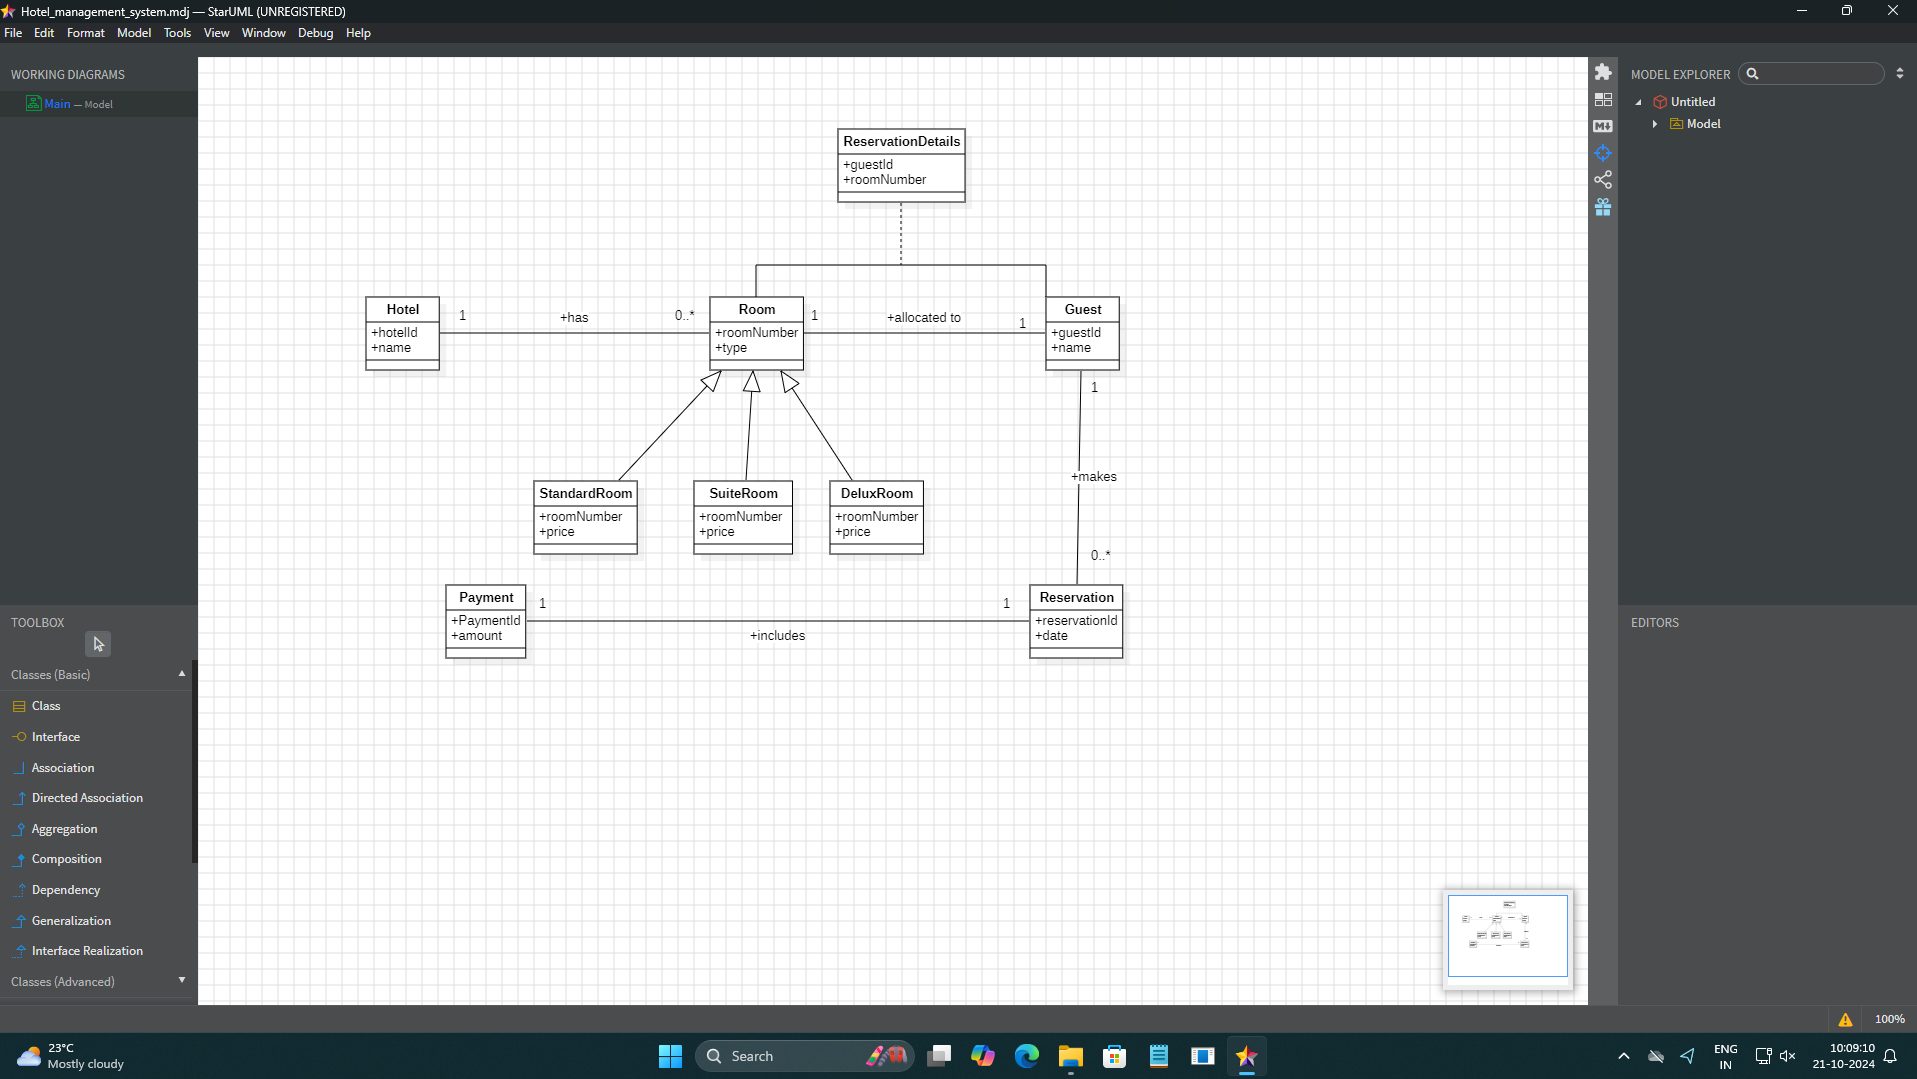 Hotel_management_system.mdj — StarUML (UNREGISTERED)
File Edit Format Model Tools View Window Debug Help
WORKING DIAGRAMS
Main — Model
TOOLBOX
Classes (Basic)
Class
Interface
Association
Directed Association
Aggregation
Composition
Dependency
Generalization
Interface Realization
Classes (Advanced)
ReservationDetails
+guestId
+roomNumber
Hotel
+hotelId
+name
1
+has
0..*
Room
+roomNumber
+type
1
+allocated to
1
Guest
+guestId
+name
1
+makes
0..*
StandardRoom
+roomNumber
+price
SuiteRoom
+roomNumber
+price
DeluxRoom
+roomNumber
+price
Payment
+PaymentId
+amount
1
+includes
1
Reservation
+reservationId
+date
M
MODEL EXPLORER
Untitled
Model
EDITORS
100%
23°C
Mostly cloudy
Search
ENG
IN
10:09:10
21-10-2024